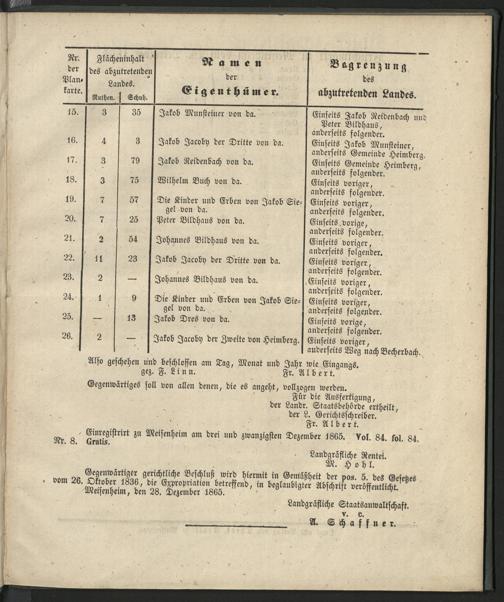 Nr. der Plankarte. | Flächeninhalt des abzutretenden Landes. | Namen der Eigenthümer. | Begrenzung des abzutretenden Landes.
Ruthen. | Schuh.
15. | 3 | 35 | Jakob Munsteiner von da. | Einseits Jakob Reidenbach und
Peter Bildhaus,
anderseits folgender.
16. | 4 | 3 | Jakob Jacoby der Dritte von da. | Einseits Jakob Munsteiner,
anderseits Gemeinde Heimberg.
17. | 3 | 79 | Jakob Reidenbach von da. | Einseits Gemeinde Heimberg,
anderseits folgender.
18. | 3 | 75 | Wilhelm Buch von da. | Einseits voriger,
anderseits folgender.
19. | 7 | 57 | Die Kinder und Erben von Jakob Sie- | Einseits voriger,
gel von da. | anderseits folgender.
20. | 7 | 25 | Peter Bildhaus von da. | Einseits vorige,
anderseits folgender.
21. | 2 | 54 | Johannes Bildhaus von da. | Einseits voriger,
anderseits folgender.
22. | 11 | 23 | Jakob Jacoby der Dritte von da. | Einseits voriger,
anderseits folgender.
23. | 2 | — | Johannes Bildhaus von da. | Einseits voriger,
anderseits folgender.
24. | 1 | 9 | Die Kinder und Erben von Jakob Sie- | Einseits voriger,
gel von da. | anderseits folgender.
25. | — | 13 | Jakob Dres von da. | Einseits vorige,
anderseits folgender.
26. | 2 | — | Jakob Jacoby der Zweite von Heimberg. | Einseits voriger,
anderseits Weg nach Becherbach.
Also geschehen und beschlossen am Tag, Monat und Jahr wie Eingangs.
gez. F. Linn. Fr. Albert.
Gegenwärtiges soll von allen denen, die es angeht, vollzogen werden.
Für die Ausfertigung,
der Landr. Staatsbehörde ertheilt,
der L. Gerichtschreiber.
Fr. Albert.
Einregistrirt zu Meisenheim am drei und zwanzigsten Dezember 1865. Vol. 84. fol. 84.
Nr. 8. Gratis.
Landgräfliche Rentei.
M. Hohl.
Gegenwärtiger gerichtliche Beschluß wird hiermit in Gemäßheit der pos. 5. des Gesetzes
vom 26. Oktober 1836, die Expropriation betreffend, in beglaubigter Abschrift veröffentlicht.
Meisenheim, den 28. Dezember 1865.
Landgräfliche Staatsanwaltschaft.
v. c.
A. Schaffner.